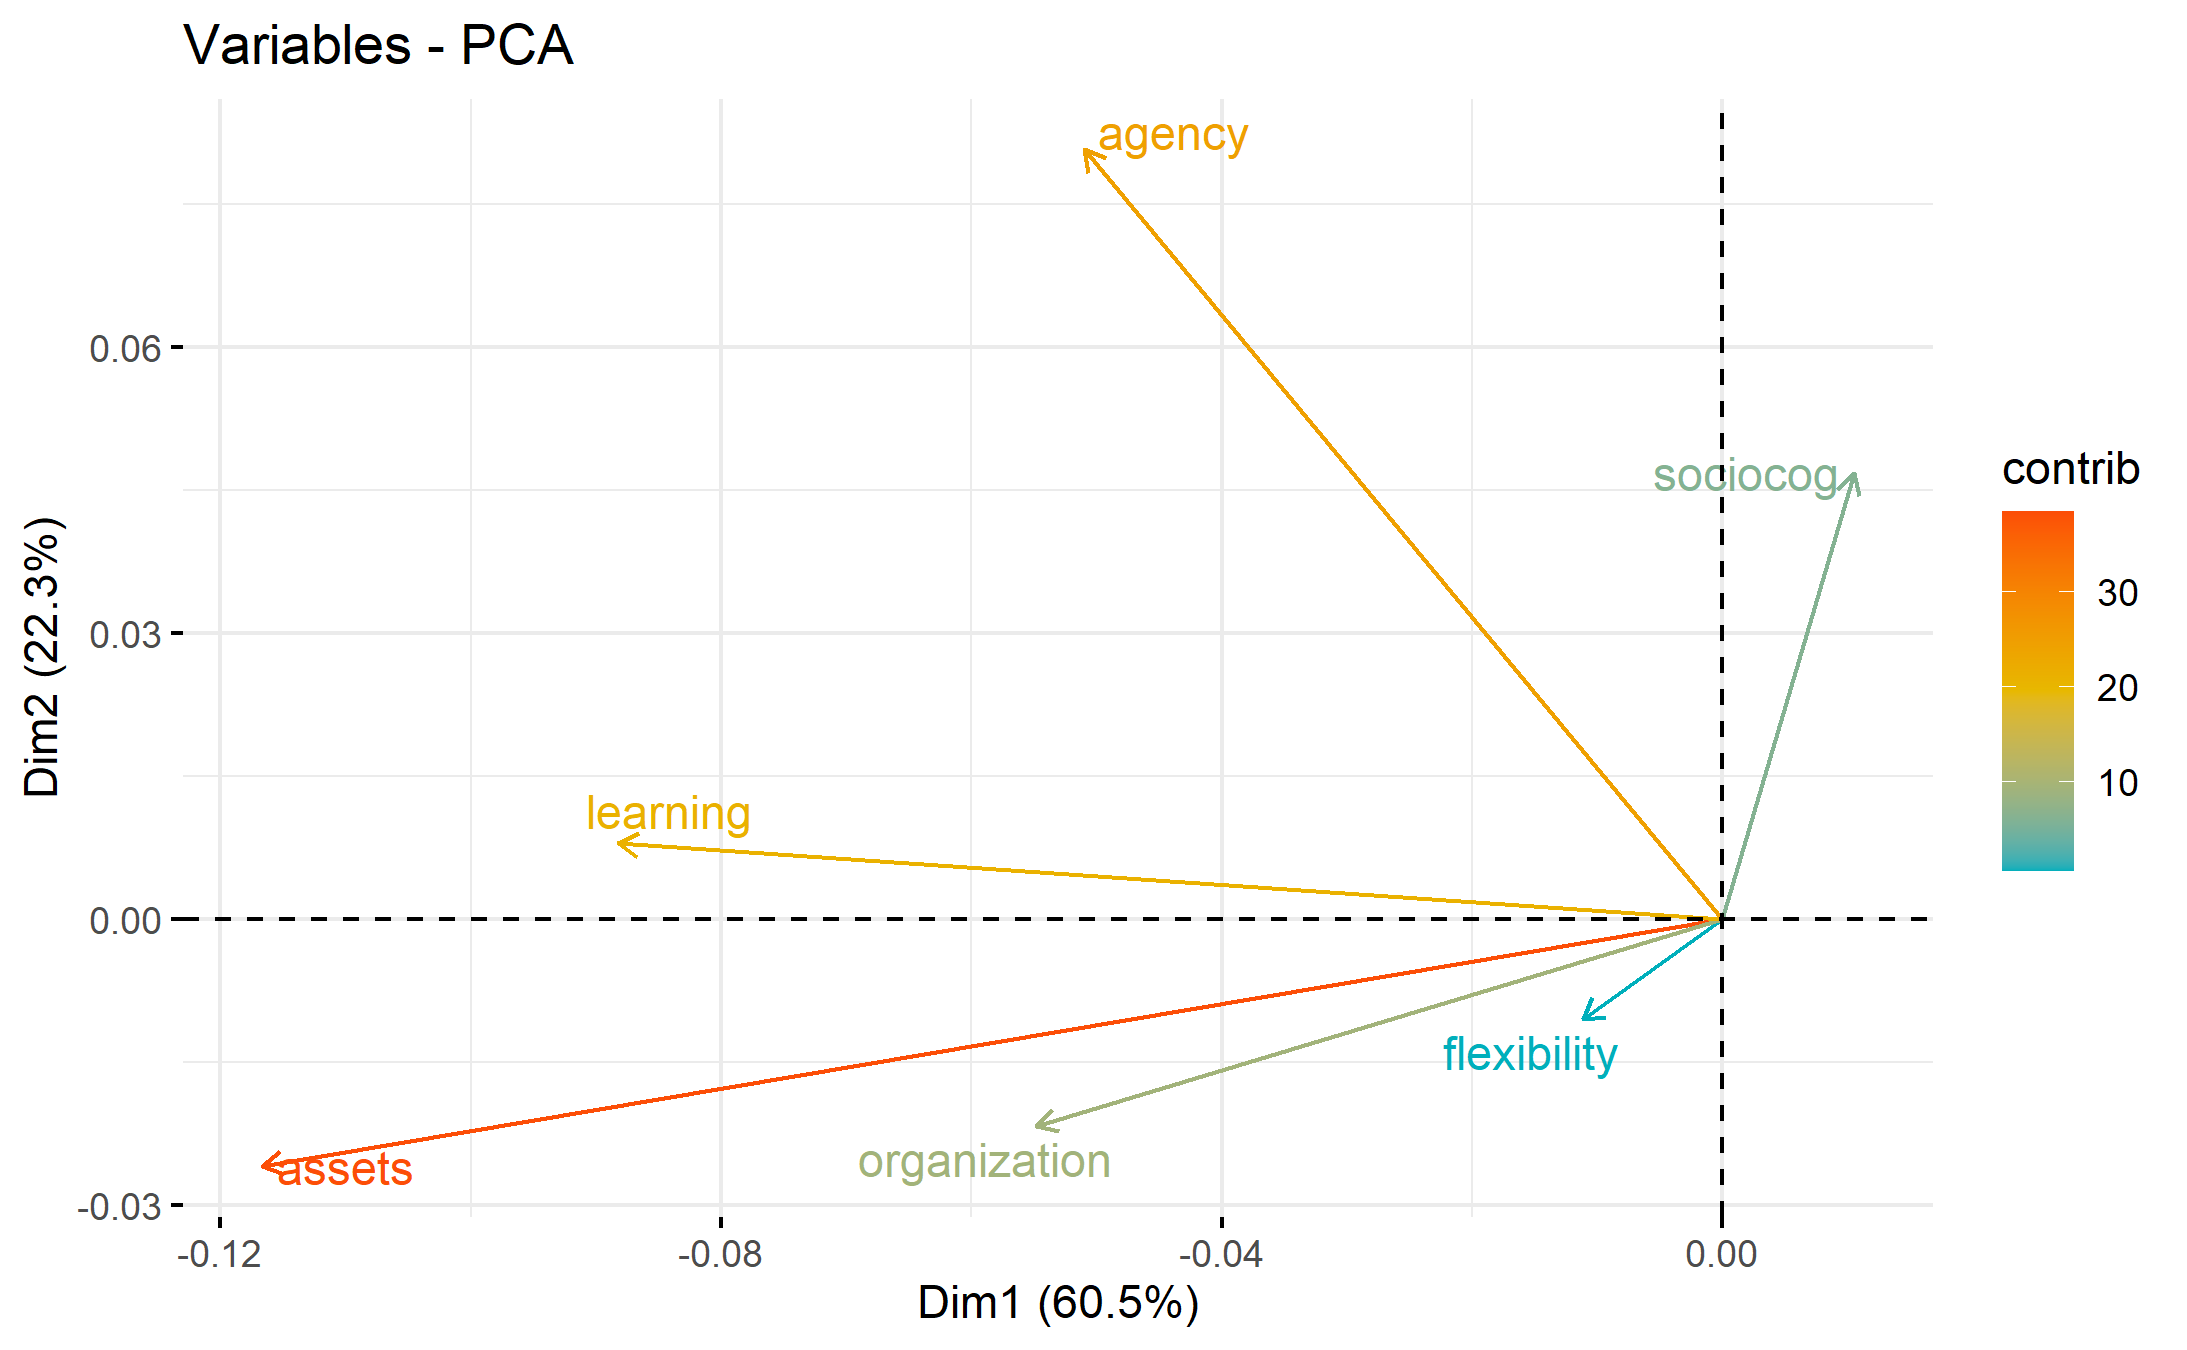 Variables - PCA
agency
sociocog
learning
flexibility
organization
assets
0.06
0.03
0.00
-0.03
-0.12
-0.08
-0.04
0.00
Dim1 (60.5%)
Dim2 (22.3%)
contrib
30
20
10